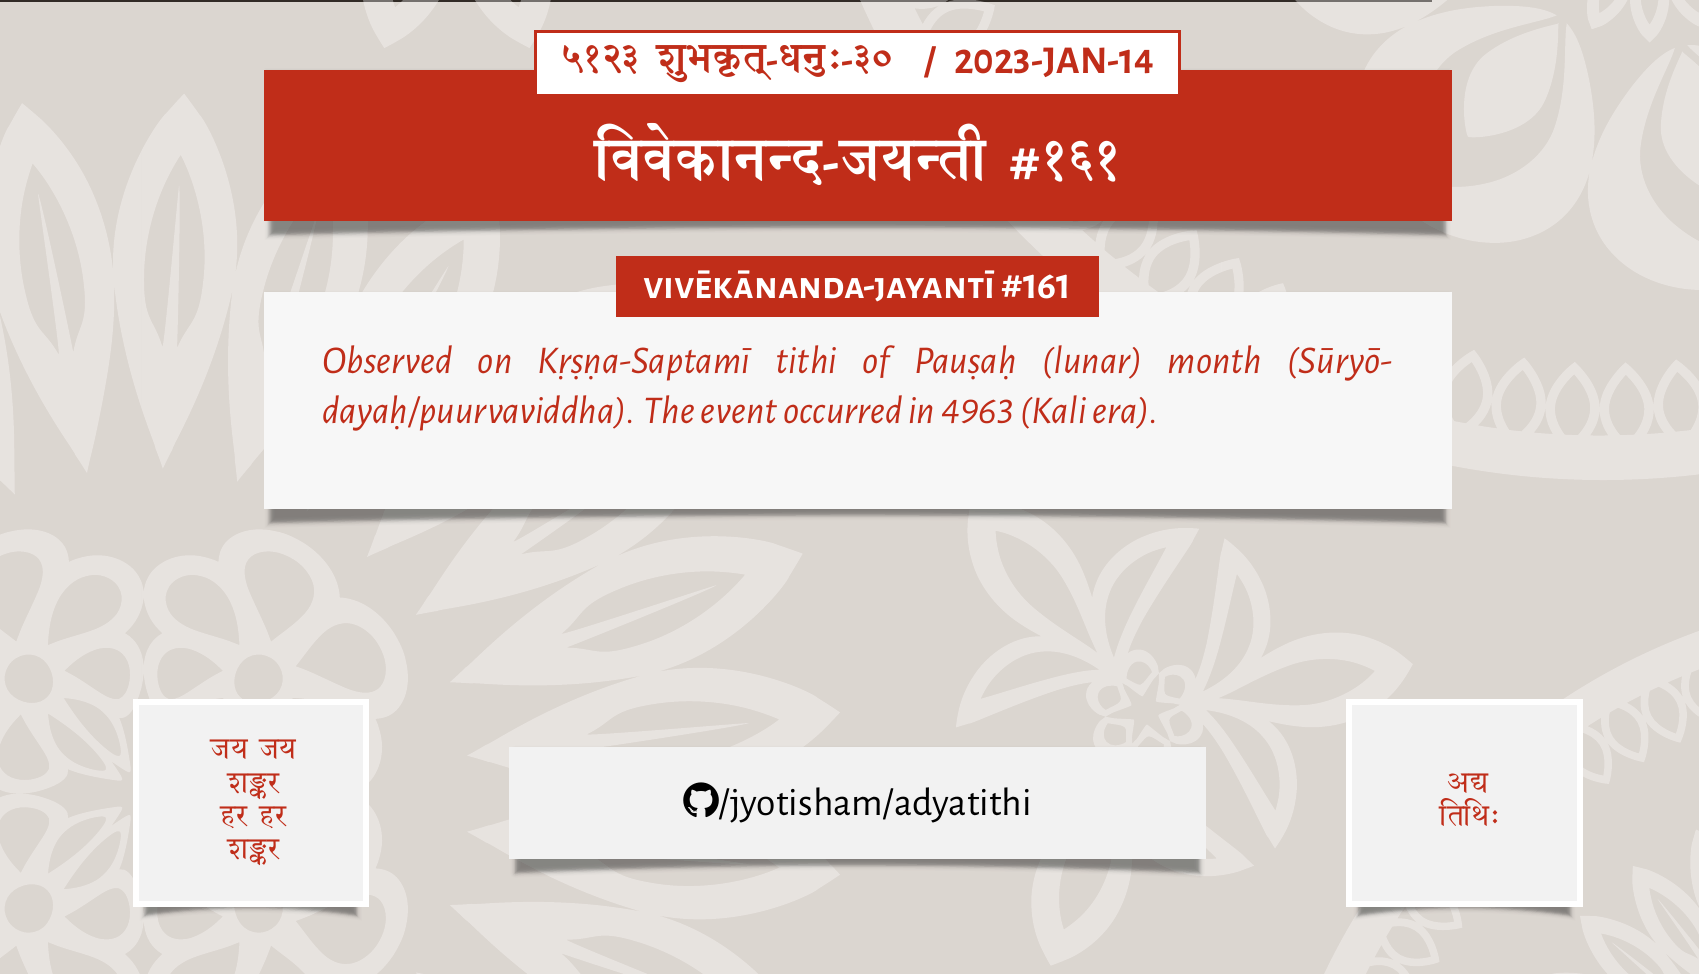 ५१२३ शुभकृत्-धनुः-३० / 2023-JAN-14
विवेकानन्द-जयन्ती #१६१
VIVĒKĀNANDA-JAYANTĪ #161
Observed on Kṛṣṇa-Saptamī tithi of Pauṣaḥ (lunar) month (Sūryō-
dayaḥ/puurvaviddha). The event occurred in 4963 (Kali era).
जय जय
शङ्कर
हर हर
शङ्कर
/jyotisham/adyatithi
अद्य
तिथिः